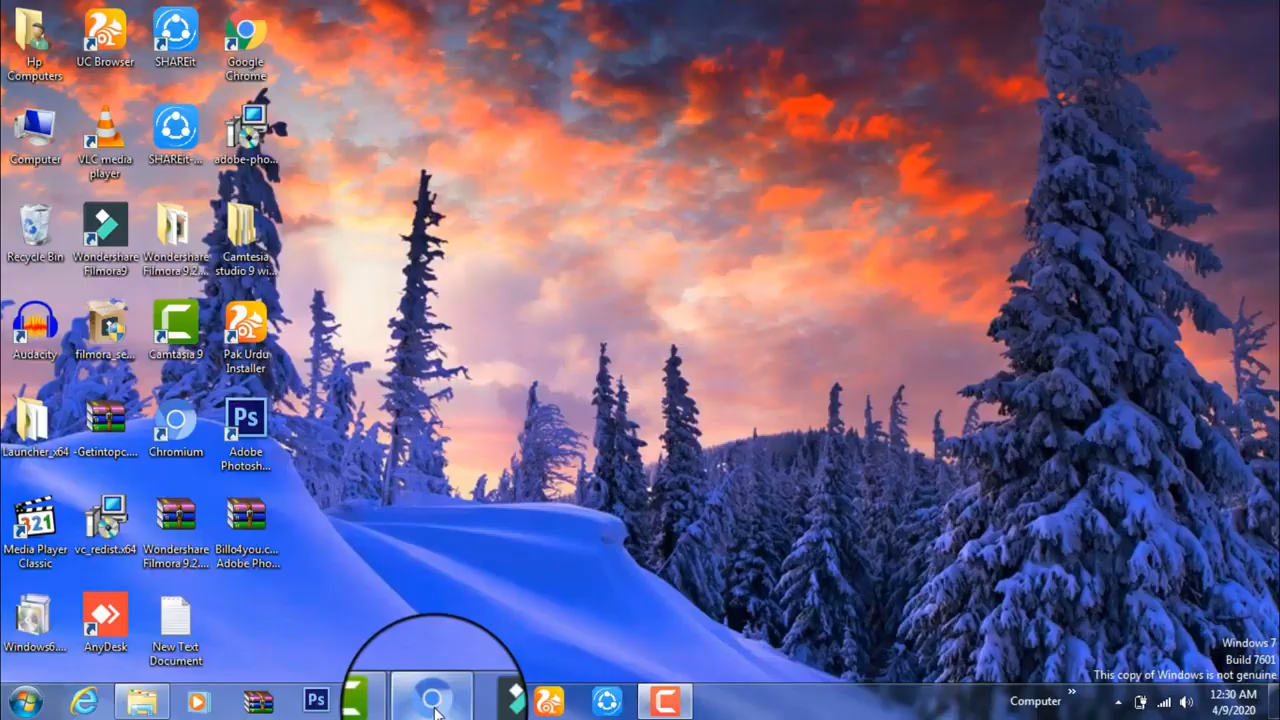 Hp
Computers
UC Browser
SHAREit
Google
Chrome
Computer
VLC media
player
SHAREit-...
adobe-pho...
Recycle Bin
Wondershare
Filmora9
Wondershare
Filmora 9.2....
Camtesia
studio 9 wi...
Audacity
filmora_se...
Camtasia 9
Pak Urdu
Installer
Launcher_x64
-Getintopc....
Chromium
Ps
Adobe
Photosh...
321
Media Player
Classic
vc_redist.x64
Wondershare
Filmora 9.2....
Billo4you.c...
Adobe Pho...
Windows6....
AnyDesk
New Text
Document
Windows 7
Build 7601
This copy of Windows is not genuine
Ps
Computer
12:30 AM
4/9/2020